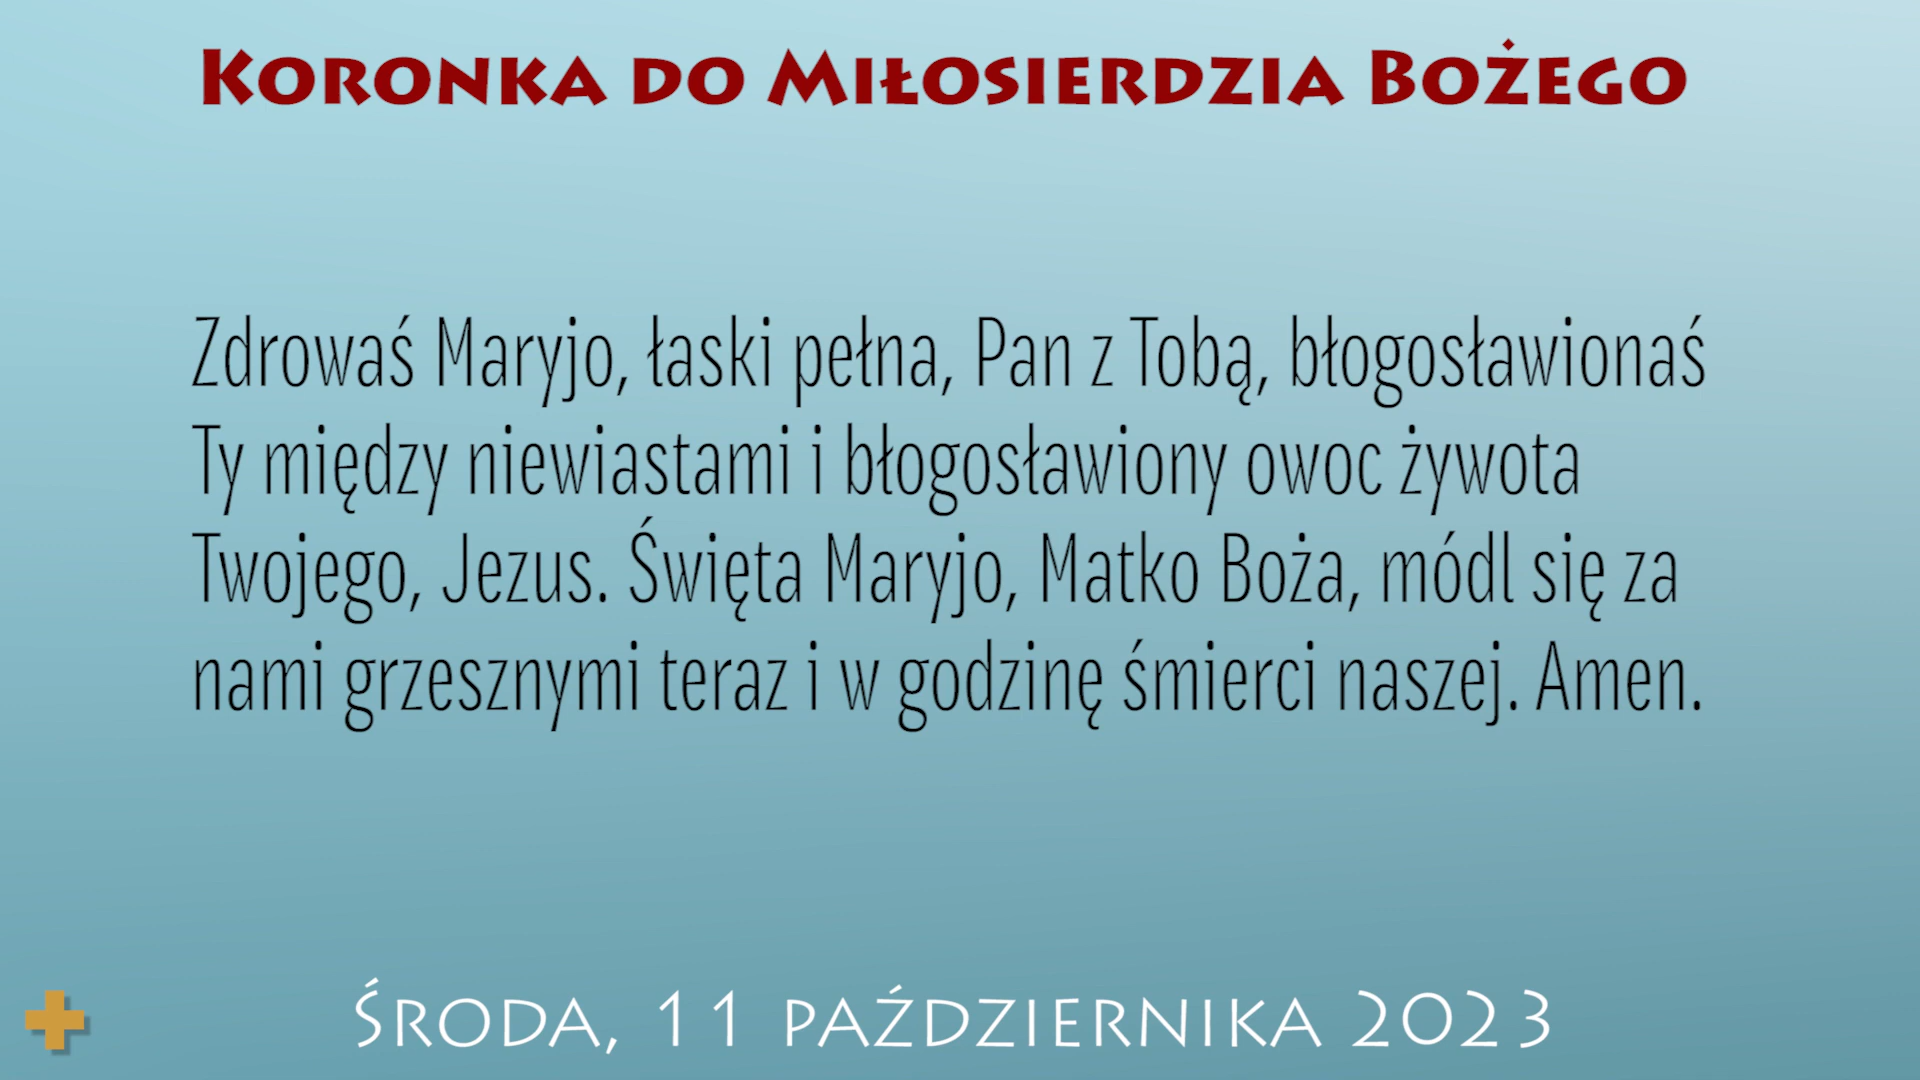 Koronka do Miłosierdzia Bożego
Zdrowaś Maryjo, łaski pełna, Pan z Tobą, błogosławionaś
Ty między niewiastami i błogosławiony owoc żywota
Twojego, Jezus. Święta Maryjo, Matko Boża, módl się za
nami grzesznymi teraz i w godzinę śmierci naszej. Amen.
Środa, 11 października 2023